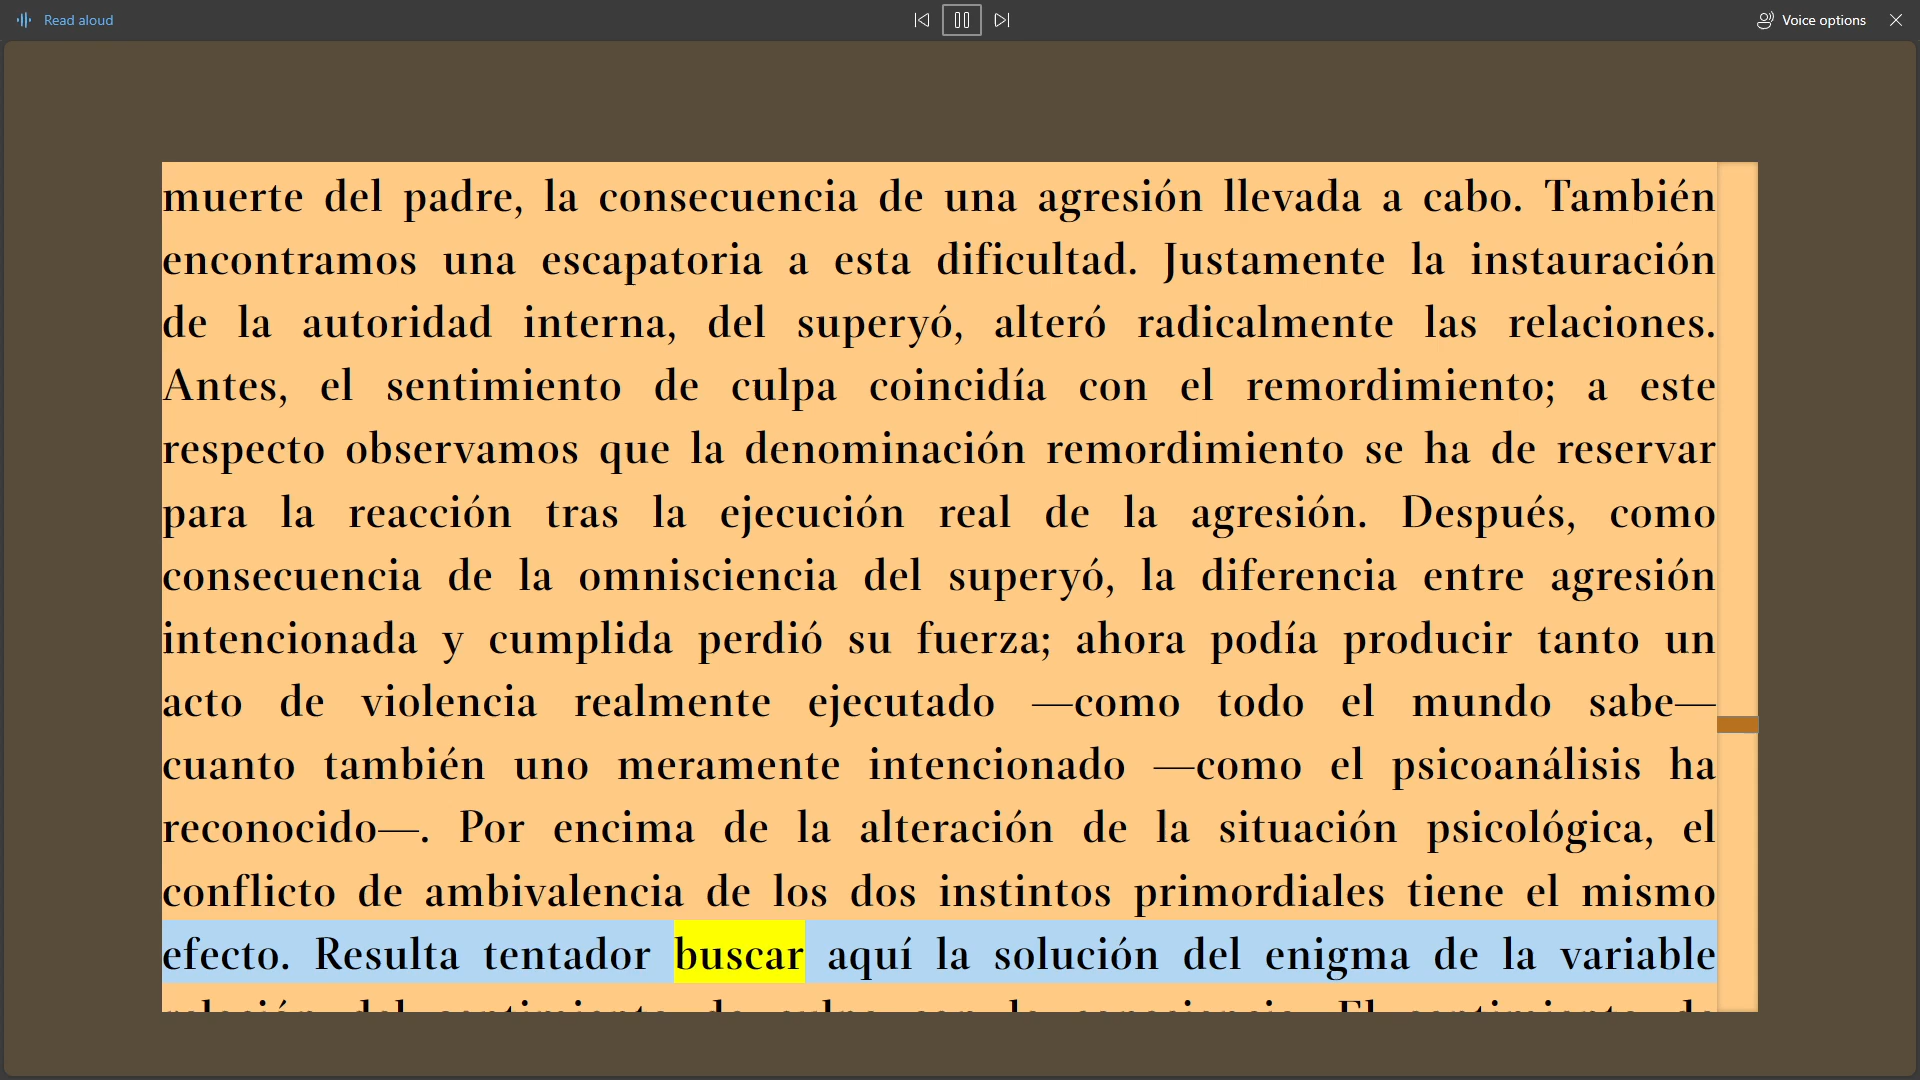 Read aloud
Voice options
muerte del padre, la consecuencia de una agresión llevada a cabo. También
encontramos una escapatoria a esta dificultad. Justamente la instauración
de la autoridad interna, del superyó, alteró radicalmente las relaciones.
Antes, el sentimiento de culpa coincidía con el remordimiento; a este
respecto observamos que la denominación remordimiento se ha de reservar
para la reacción tras la ejecución real de la agresión. Después, como
consecuencia de la omnisciencia del superyó, la diferencia entre agresión
intencionada y cumplida perdió su fuerza; ahora podía producir tanto un
acto de violencia realmente ejecutado —como todo el mundo sabe—
cuanto también uno meramente intencionado —como el psicoanálisis ha
reconocido—. Por encima de la alteración de la situación psicológica, el
conflicto de ambivalencia de los dos instintos primordiales tiene el mismo
efecto. Resulta tentador buscar aquí la solución del enigma de la variable